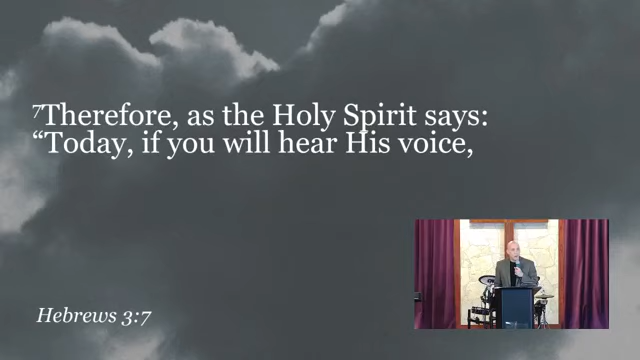 ⁷Therefore, as the Holy Spirit says:
“Today, if you will hear His voice,
Hebrews 3:7